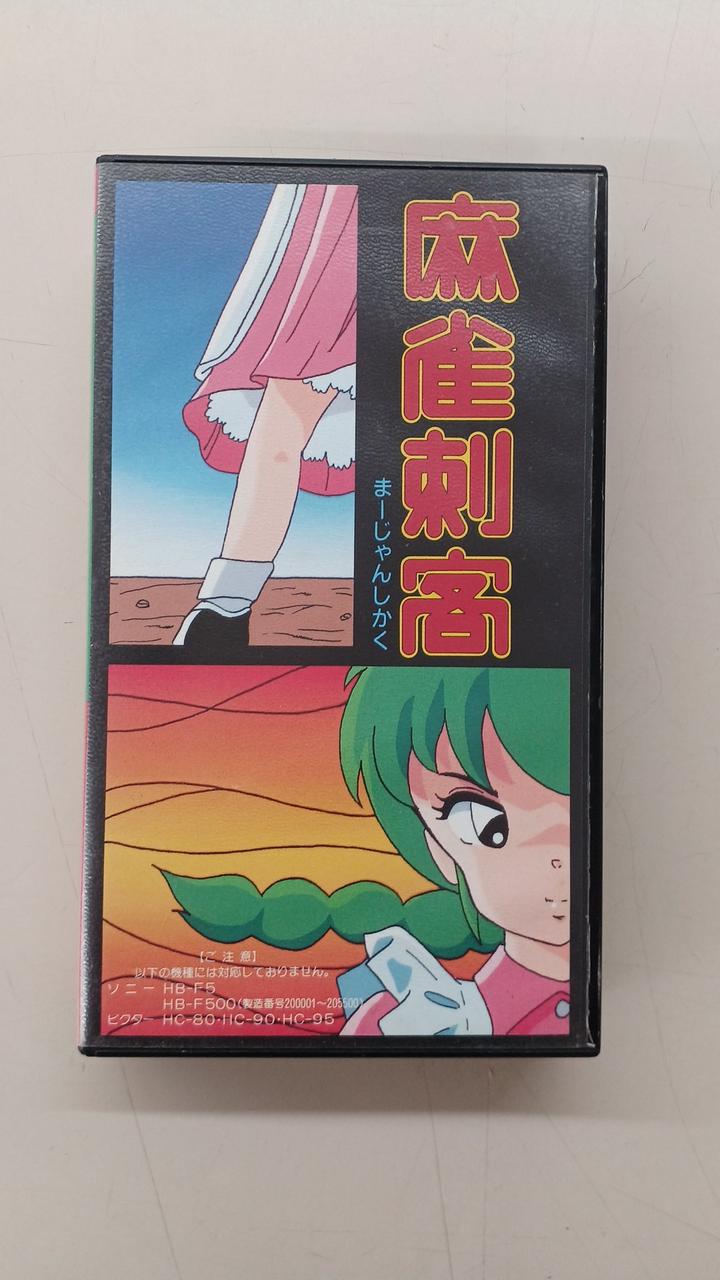 麻雀刺客
まーじゃんしかく
【ご注意】
以下の機種には対応しておりません。
ソニー HB-F5
HB-F500(製造番号200001～205500)
ビクター HC-80・HC-90・HC-95